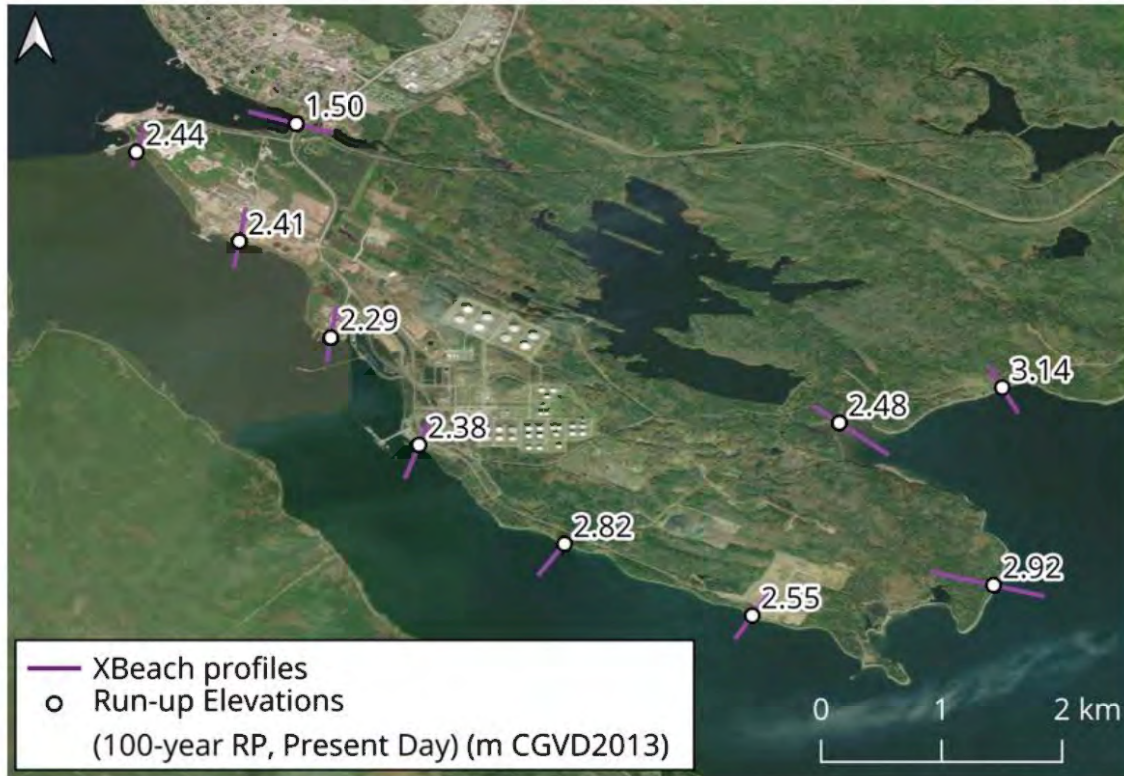 1.50
2.44
2.41
2.29
2.38
2.48
3.14
2.82
2.92
2.55
XBeach profiles
Run-up Elevations
(100-year RP, Present Day) (m CGVD2013)
0 1 2 km